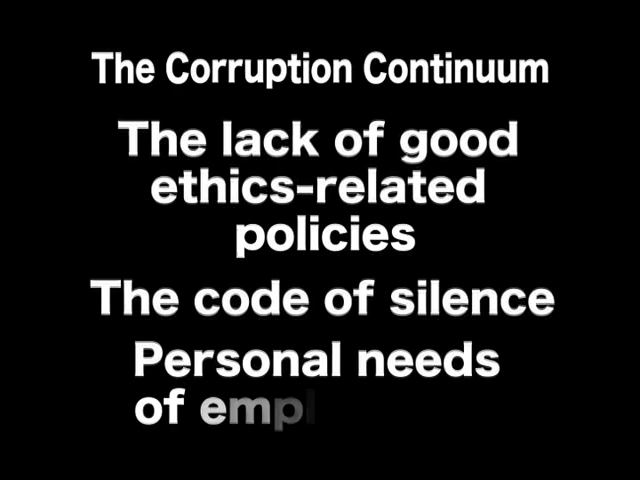 The Corruption Continuum
The lack of good
ethics-related
policies
The code of silence
Personal needs
of empl